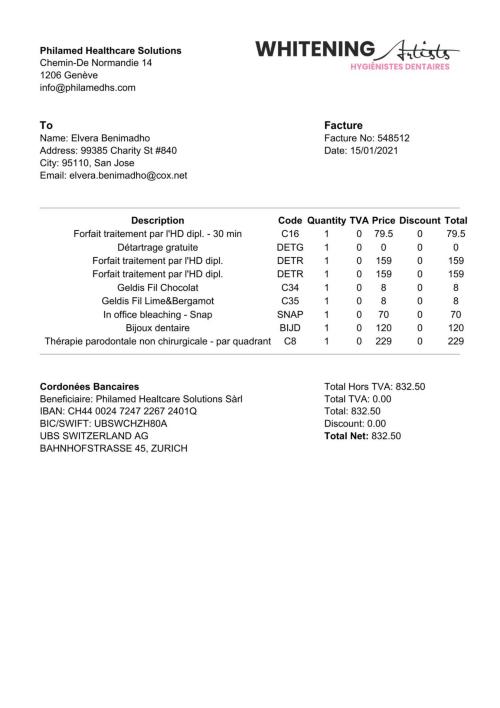 Philamed Healthcare Solutions
Chemin-De Normandie 14
1206 Genève
info@philamedhs.com
WHITENING Artists
HYGIÉNISTES DENTAIRES
To
Name: Elvera Benimadho
Address: 99385 Charity St #840
City: 95110, San Jose
Email: elvera.benimadho@cox.net
Facture
Facture No: 548512
Date: 15/01/2021
Description Code Quantity TVA Price Discount Total
Forfait traitement par l'HD dipl. - 30 min C16 1 0 79.5 0 79.5
Détartrage gratuite DETG 1 0 0 0 0
Forfait traitement par l'HD dipl. DETR 1 0 159 0 159
Forfait traitement par l'HD dipl. DETR 1 0 159 0 159
Geldis Fil Chocolat C34 1 0 8 0 8
Geldis Fil Lime&Bergamot C35 1 0 8 0 8
In office bleaching - Snap SNAP 1 0 70 0 70
Bijoux dentaire BIJD 1 0 120 0 120
Thérapie parodontale non chirurgicale - par quadrant C8 1 0 229 0 229
Cordonées Bancaires
Beneficiaire: Philamed Healtcare Solutions Sàrl
IBAN: CH44 0024 7247 2267 2401Q
BIC/SWIFT: UBSWCHZH80A
UBS SWITZERLAND AG
BAHNHOFSTRASSE 45, ZURICH
Total Hors TVA: 832.50
Total TVA: 0.00
Total: 832.50
Discount: 0.00
Total Net: 832.50